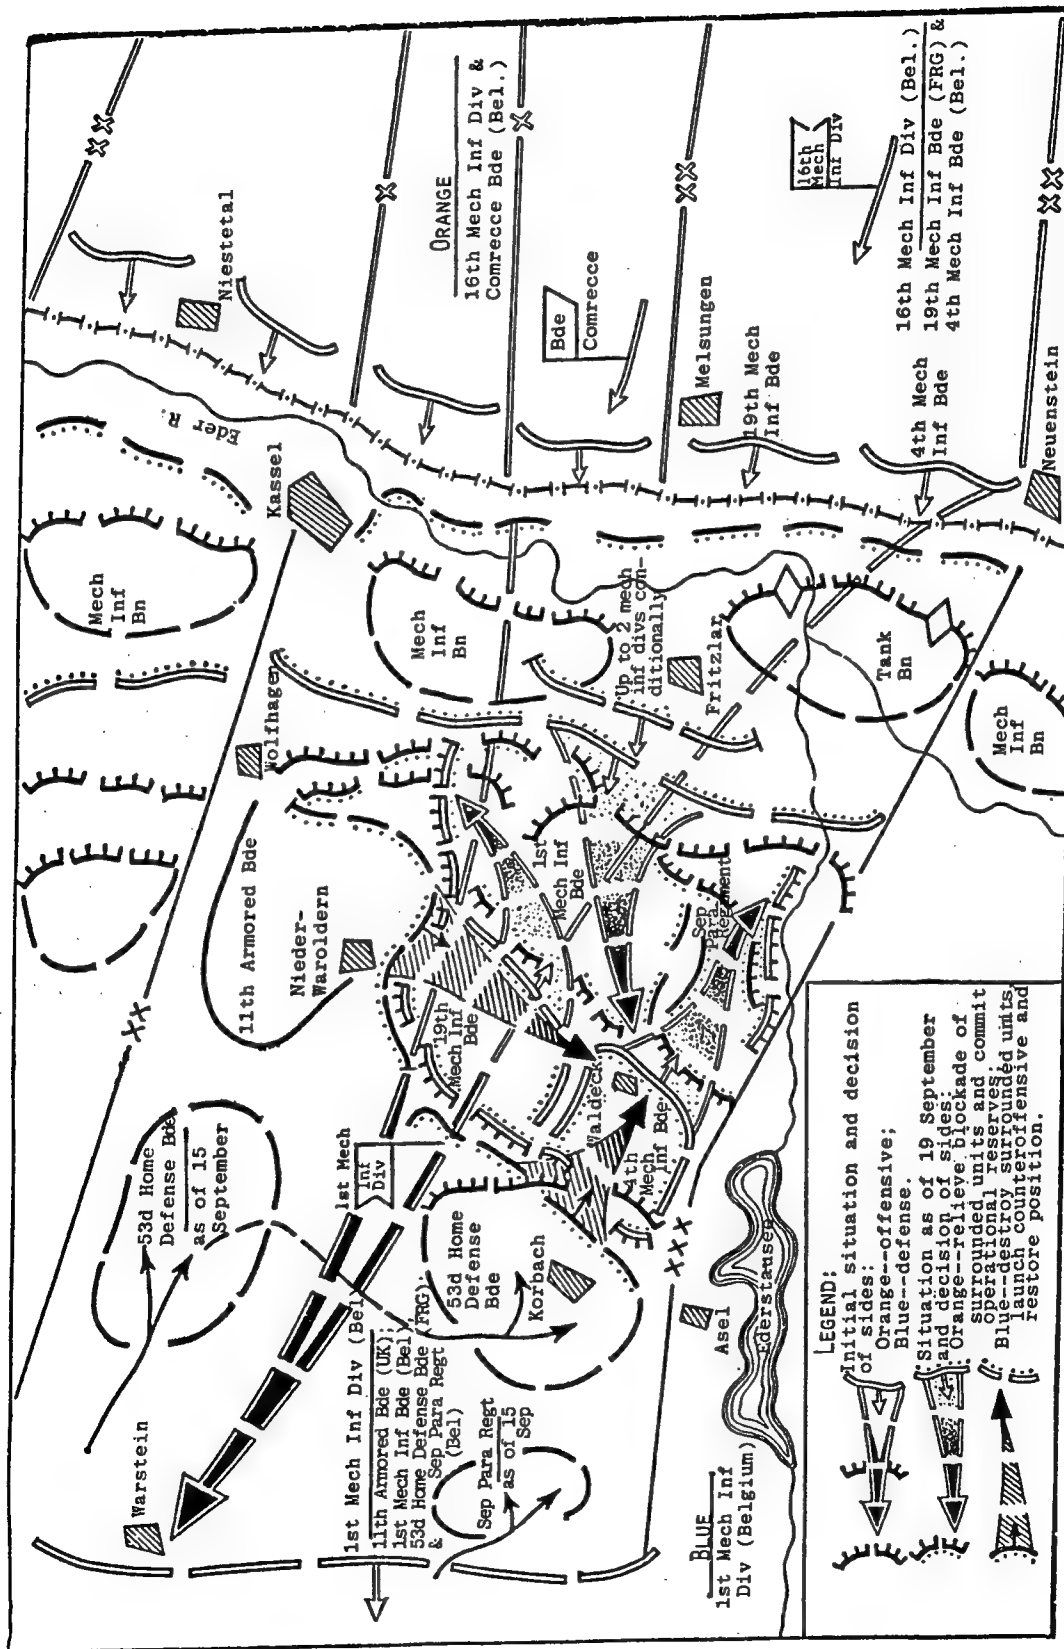 Warstein
53d Home
Defense Bde
as of 15
September
11th Armored Bde
Nieder-
Waroldern
Wolfhagen
Mech
Inf
Bn
Kassel
Eder R.
Niestetal
ORANGE
16th Mech Inf Div &
Comrecce Bde (Bel.)
1st Mech Inf Div (Bel)
11th Armored Bde (UK);
1st Mech Inf Bde (Bel),
53d Home Defense Bde (FRG).
& Sep Para Regt
(Bel)
Sep Para Regt
as of 15
Sep
1st Mech
Inf
Div
53d Home
Defense
Bde
Korbach
19th
Mech Inf
Bde
Waldeck
4th
Mech
Inf Bde
1st
Mech Inf
Bde
Sep
Para
Regiment
Mech
Inf
Bn
Up to 2 mech
inf divs con-
ditionally
Fritzlar
Tank
Bn
Mech
Inf
Bn
Bde
Comrecce
Melsungen
19th Mech
Inf Bde
4th Mech
Inf Bde
16th
Mech
Inf Div
16th Mech Inf Div (Bel.)
19th Mech Inf Bde (FRG) &
4th Mech Inf Bde (Bel.)
Neuenstein
Asel
Ederstausee
BLUE
1st Mech Inf
Div (Belgium)
LEGEND:
Initial situation and decision
of sides:
Orange--offensive;
Blue--defense.
Situation as of 19 September
and decision of sides:
Orange--relieve blockade of
surrounded units and commit
operational reserves;
Blue--destroy surrounded units,
launch counteroffensive and
restore position.